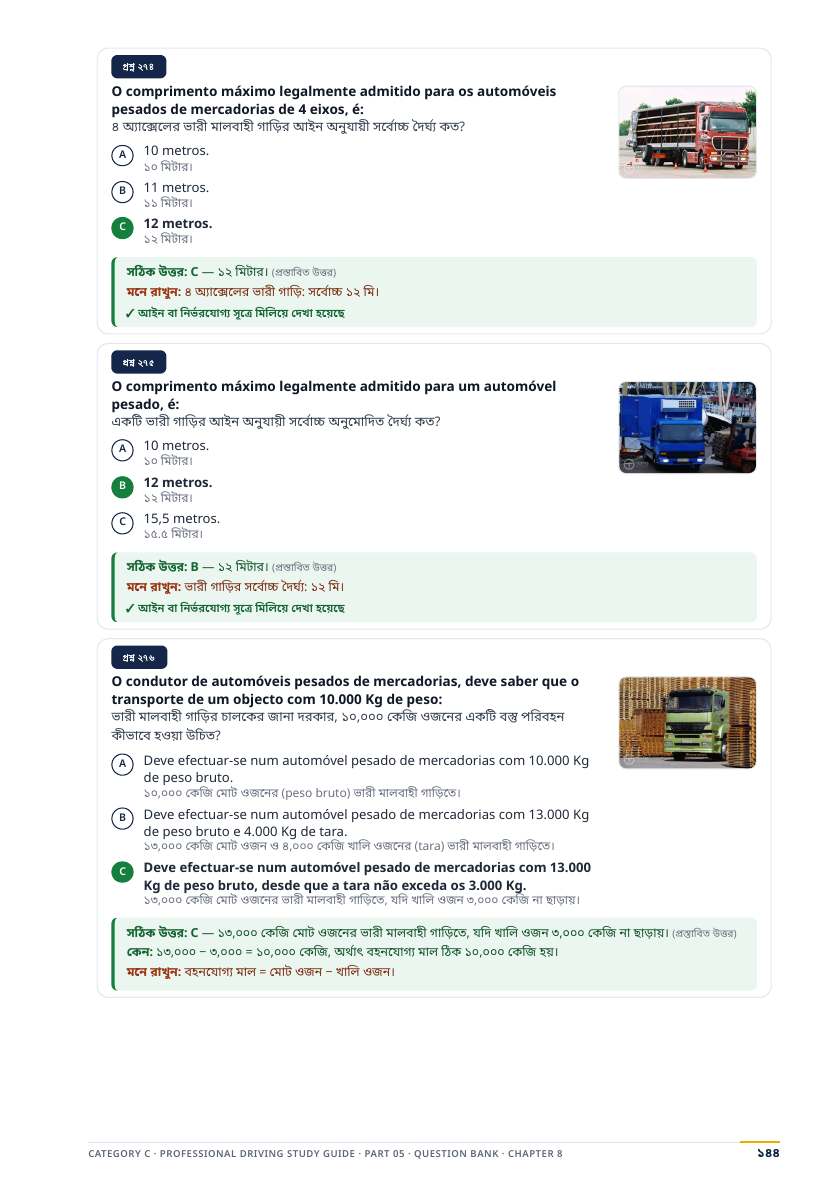 প্রশ্ন ২৭৪
O comprimento máximo legalmente admitido para os automóveis
pesados de mercadorias de 4 eixos, é:
৪ অ্যাক্সেলের ভারী মালবাহী গাড়ির আইন অনুযায়ী সর্বোচ্চ দৈর্ঘ্য কত?
A 10 metros.
১০ মিটার।
B 11 metros.
১১ মিটার।
C 12 metros.
১২ মিটার।
সঠিক উত্তর: C — ১২ মিটার। (প্রস্তাবিত উত্তর)
মনে রাখুন: ৪ অ্যাক্সেলের ভারী গাড়ি: সর্বোচ্চ ১২ মি।
✓ আইন বা নির্ভরযোগ্য সূত্রে মিলিয়ে দেখা হয়েছে
প্রশ্ন ২৭৫
O comprimento máximo legalmente admitido para um automóvel
pesado, é:
একটি ভারী গাড়ির আইন অনুযায়ী সর্বোচ্চ অনুমোদিত দৈর্ঘ্য কত?
A 10 metros.
১০ মিটার।
B 12 metros.
১২ মিটার।
C 15,5 metros.
১৫.৫ মিটার।
সঠিক উত্তর: B — ১২ মিটার। (প্রস্তাবিত উত্তর)
মনে রাখুন: ভারী গাড়ির সর্বোচ্চ দৈর্ঘ্য: ১২ মি।
✓ আইন বা নির্ভরযোগ্য সূত্রে মিলিয়ে দেখা হয়েছে
প্রশ্ন ২৭৬
O condutor de automóveis pesados de mercadorias, deve saber que o
transporte de um objecto com 10.000 Kg de peso:
ভারী মালবাহী গাড়ির চালকের জানা দরকার, ১০,০০০ কেজি ওজনের একটি বস্তু পরিবহন
কীভাবে হওয়া উচিত?
A Deve efectuar-se num automóvel pesado de mercadorias com 10.000 Kg
de peso bruto.
১০,০০০ কেজি মোট ওজনের (peso bruto) ভারী মালবাহী গাড়িতে।
B Deve efectuar-se num automóvel pesado de mercadorias com 13.000 Kg
de peso bruto e 4.000 Kg de tara.
১৩,০০০ কেজি মোট ওজন ও ৪,০০০ কেজি খালি ওজনের (tara) ভারী মালবাহী গাড়িতে।
C Deve efectuar-se num automóvel pesado de mercadorias com 13.000
Kg de peso bruto, desde que a tara não exceda os 3.000 Kg.
১৩,০০০ কেজি মোট ওজনের ভারী মালবাহী গাড়িতে, যদি খালি ওজন ৩,০০০ কেজি না ছাড়ায়।
সঠিক উত্তর: C — ১৩,০০০ কেজি মোট ওজনের ভারী মালবাহী গাড়িতে, যদি খালি ওজন ৩,০০০ কেজি না ছাড়ায়। (প্রস্তাবিত উত্তর)
কেন: ১৩,০০০ − ৩,০০০ = ১০,০০০ কেজি, অর্থাৎ বহনযোগ্য মাল ঠিক ১০,০০০ কেজি হয়।
মনে রাখুন: বহনযোগ্য মাল = মোট ওজন − খালি ওজন।
CATEGORY C · PROFESSIONAL DRIVING STUDY GUIDE · PART 05 · QUESTION BANK · CHAPTER 8
১৪৪